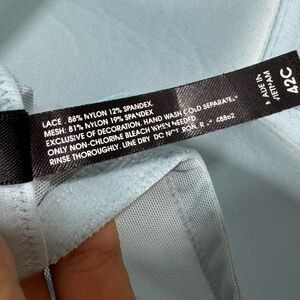 LACE . 88% NYLON 12% SPANDEX.
MESH: 81% NYLON 19% SPANDEX
EXCLUSIVE OF DECORATION. HAND WASH COLD SEPARATELY
ONLY NON-CHLORINE BLEACH WHEN NEEDED
RINSE THOROUGHLY. LINE DRY. DO NOT IRON.
MADE IN
VIETNAM
42C